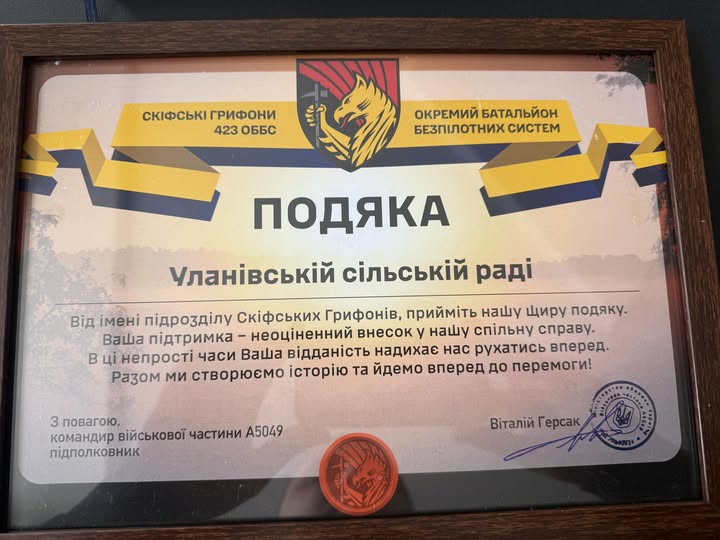 СКІФСЬКІ ГРИФОНИ
423 ОББС
ОКРЕМИЙ БАТАЛЬЙОН
БЕЗПІЛОТНИХ СИСТЕМ
ПОДЯКА
Уланівській сільській раді
Від імені підрозділу Скіфських Грифонів, прийміть нашу щиру подяку.
Ваша підтримка – неоціненний внесок у нашу спільну справу.
В ці непрості часи Ваша відданість надихає нас рухатись вперед.
Разом ми створюємо історію та йдемо вперед до перемоги!
З повагою,
командир військової частини А5049
підполковник
Віталій Герсак